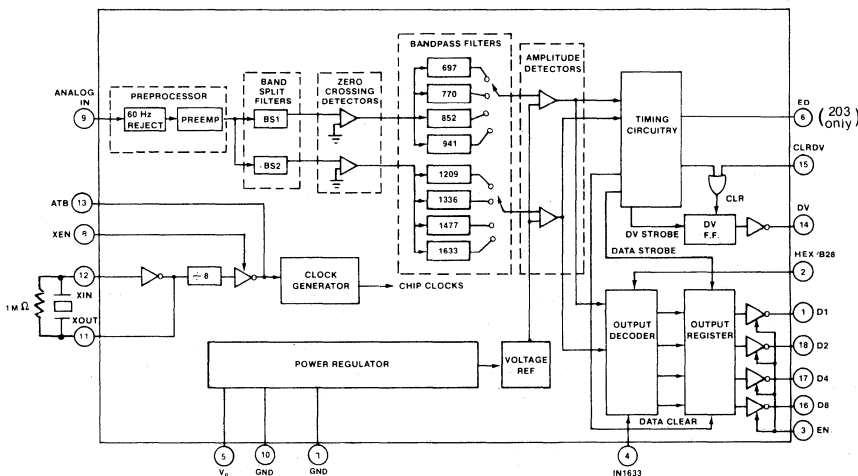 BANDPASS FILTERS
AMPLITUDE
DETECTORS
ANALOG
IN
9
PREPROCESSOR
60 Hz
REJECT
PREEMP
BAND
SPLIT
FILTERS
BS1
BS2
ZERO
CROSSING
DETECTORS
697
770
852
941
1209
1336
1477
1633
TIMING
CIRCUITRY
ED
6 (203 only)
CLRDV
15
CLR
DV STROBE
DV
F.F.
DV
14
DATA STROBE
HEX/B28
2
ATB 13
XEN 8
12
XIN
1MΩ
XOUT
11
÷8
CLOCK
GENERATOR
CHIP CLOCKS
OUTPUT
DECODER
OUTPUT
REGISTER
1 D1
18 D2
17 D4
16 D8
3 EN
DATA CLEAR
POWER REGULATOR
VOLTAGE
REF
5
10
GND
GND
4
IN1633